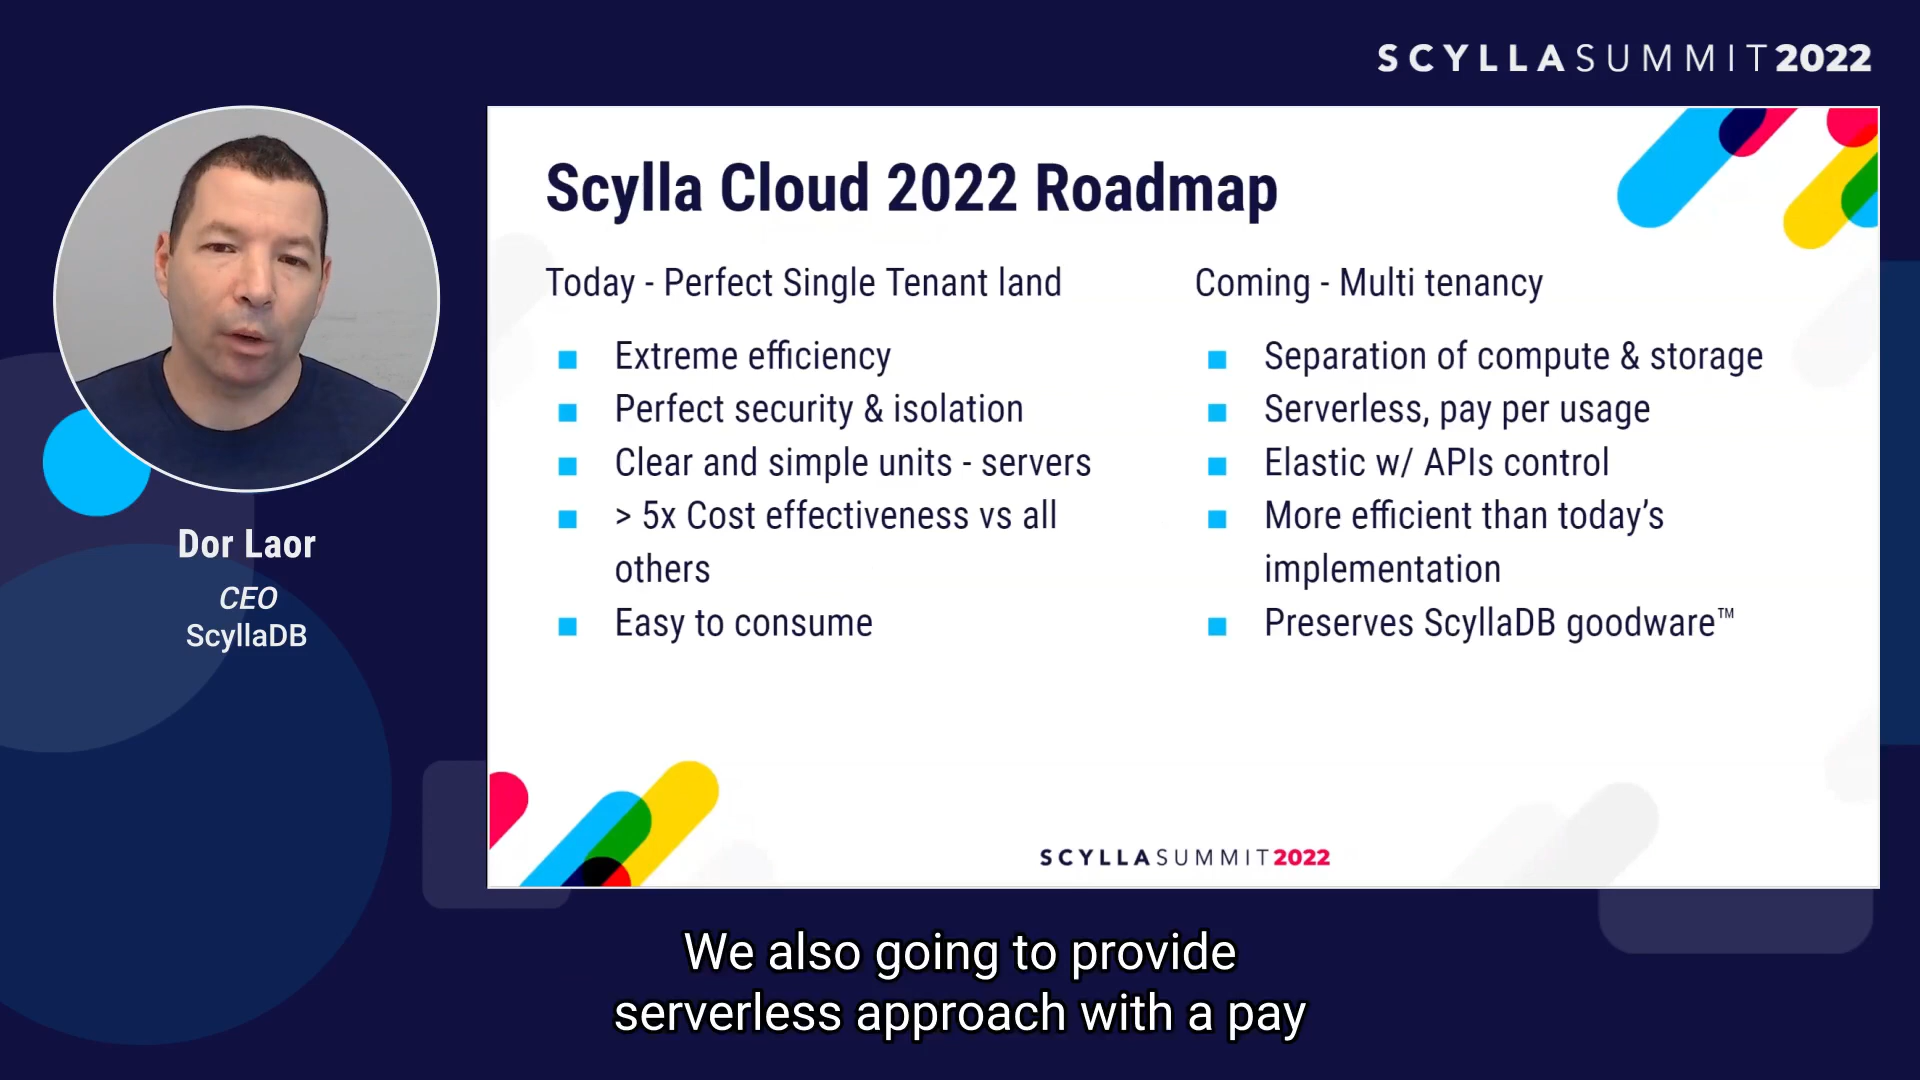 SCYLLASUMMIT2022
Dor Laor
CEO
ScyllaDB
Scylla Cloud 2022 Roadmap
Today - Perfect Single Tenant land
Extreme efficiency
Perfect security & isolation
Clear and simple units - servers
> 5x Cost effectiveness vs all
others
Easy to consume
Coming - Multi tenancy
Separation of compute & storage
Serverless, pay per usage
Elastic w/ APIs control
More efficient than today’s
implementation
Preserves ScyllaDB goodware™
SCYLLASUMMIT2022
We also going to provide
serverless approach with a pay